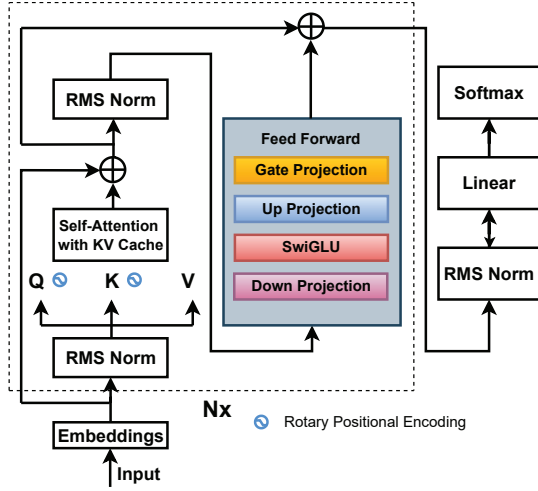 RMS Norm
Self-Attention
with KV Cache
Q
K
V
RMS Norm
Embeddings
Input
Feed Forward
Gate Projection
Up Projection
SwiGLU
Down Projection
Nx
Rotary Positional Encoding
Softmax
Linear
RMS Norm